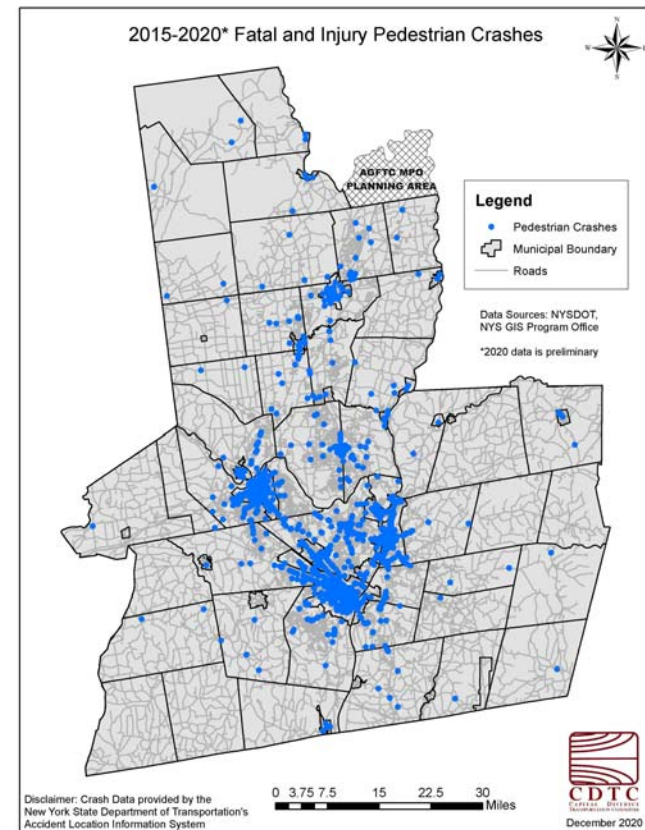 2015-2020* Fatal and Injury Pedestrian Crashes
N
W
E
S
AGFTC MPO
PLANNING AREA
Legend
Pedestrian Crashes
Municipal Boundary
Roads
Data Sources: NYSDOT,
NYS GIS Program Office
*2020 data is preliminary
Disclaimer: Crash Data provided by the
New York State Department of Transportation's
Accident Location Information System
0 3.75 7.5 15 22.5 30
Miles
CDTC
CAPITAL DISTRICT
TRANSPORTATION COMMITTEE
December 2020